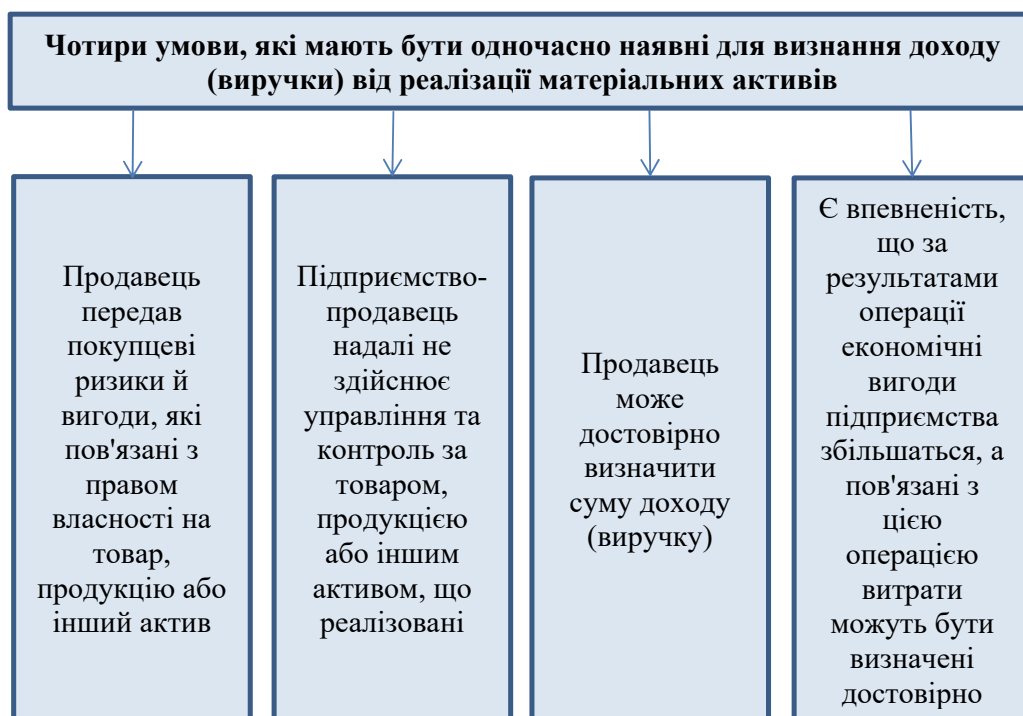 Чотири умови, які мають бути одночасно наявні для визнання доходу
(виручки) від реалізації матеріальних активів
Продавець
передав
покупцеві
ризики й
вигоди, які
пов'язані з
правом
власності на
товар,
продукцію або
інший актив
Підприємство-
продавець
надалі не
здійснює
управління та
контроль за
товаром,
продукцією
або іншим
активом, що
реалізовані
Продавець
може
достовірно
визначити
суму доходу
(виручку)
Є впевненість,
що за
результатами
операції
економічні
вигоди
підприємства
збільшаться, а
пов'язані з
цією
операцією
витрати
можуть бути
визначені
достовірно